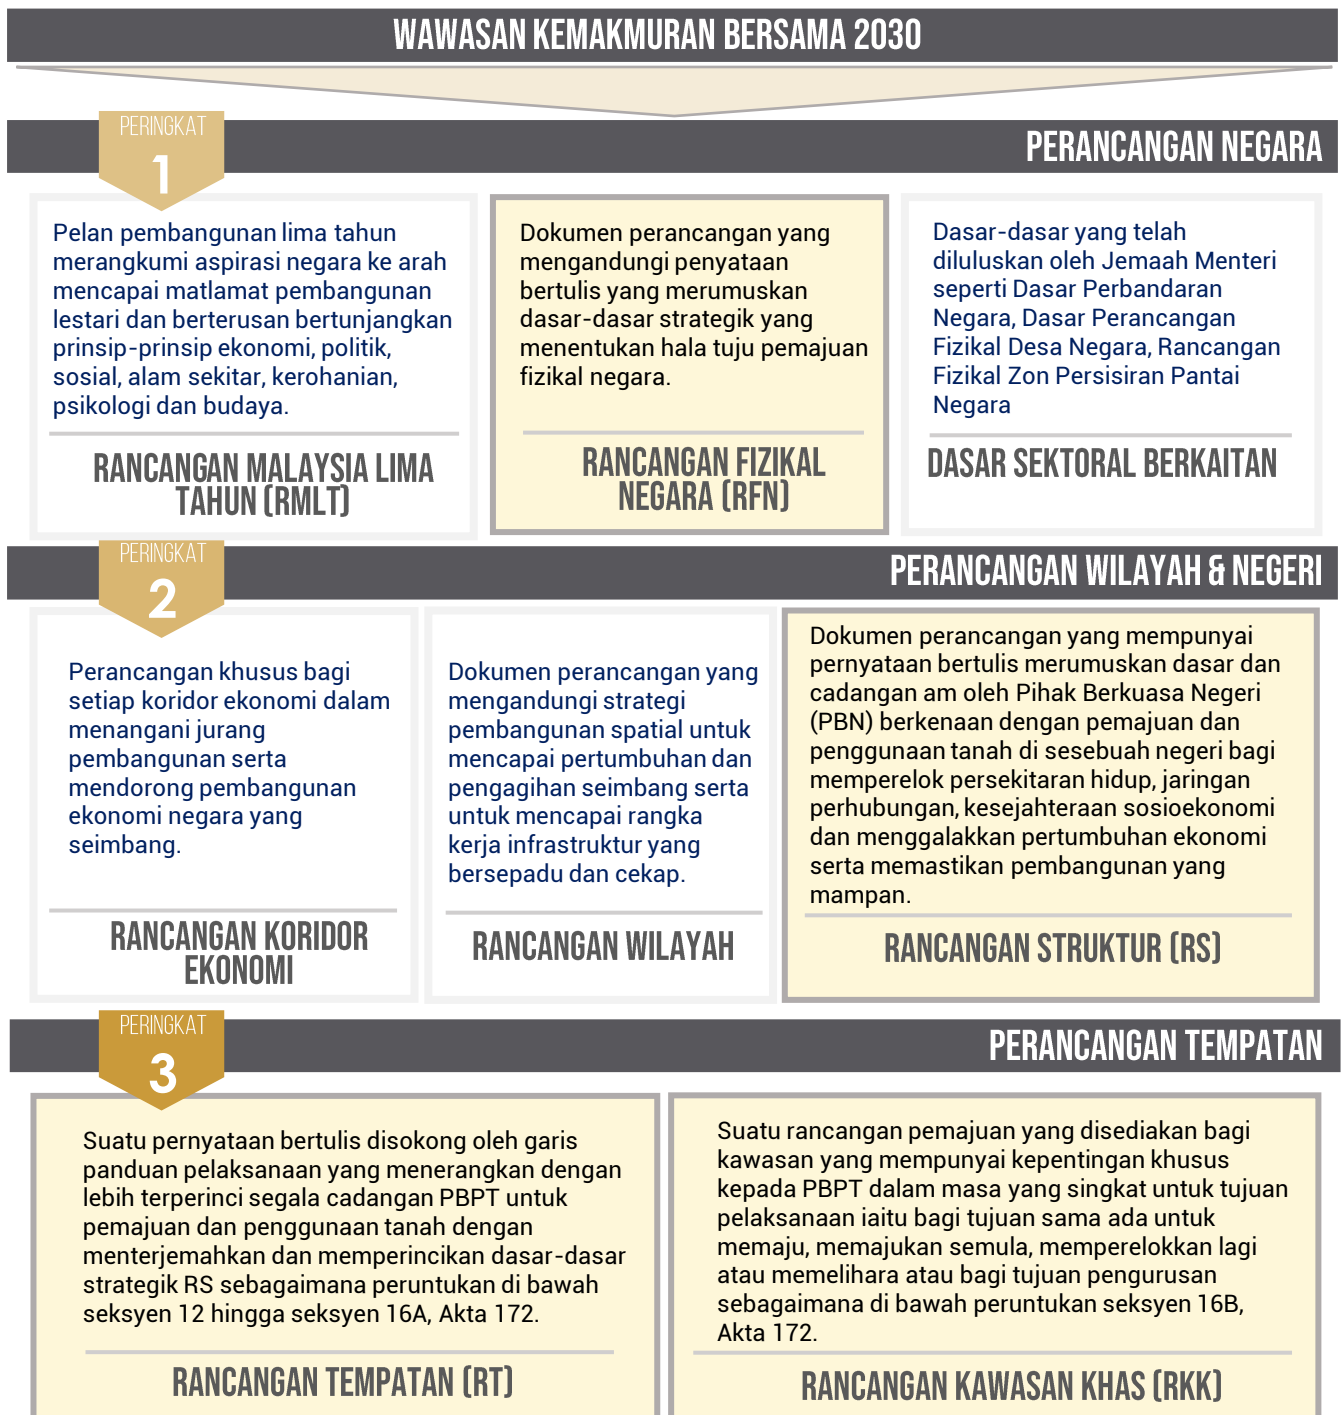 WAWASAN KEMAKMURAN BERSAMA 2030
PERINGKAT
1
PERANCANGAN NEGARA
Pelan pembangunan lima tahun
merangkumi aspirasi negara ke arah
mencapai matlamat pembangunan
lestari dan berterusan bertunjangkan
prinsip-prinsip ekonomi, politik,
sosial, alam sekitar, kerohanian,
psikologi dan budaya.
RANCANGAN MALAYSIA LIMA
TAHUN (RMLT)
Dokumen perancangan yang
mengandungi penyataan
bertulis yang merumuskan
dasar-dasar strategik yang
menentukan hala tuju pemajuan
fizikal negara.
RANCANGAN FIZIKAL
NEGARA (RFN)
Dasar-dasar yang telah
diluluskan oleh Jemaah Menteri
seperti Dasar Perbandaran
Negara, Dasar Perancangan
Fizikal Desa Negara, Rancangan
Fizikal Zon Persisiran Pantai
Negara
DASAR SEKTORAL BERKAITAN
PERINGKAT
2
PERANCANGAN WILAYAH & NEGERI
Perancangan khusus bagi
setiap koridor ekonomi dalam
menangani jurang
pembangunan serta
mendorong pembangunan
ekonomi negara yang
seimbang.
RANCANGAN KORIDOR
EKONOMI
Dokumen perancangan yang
mengandungi strategi
pembangunan spatial untuk
mencapai pertumbuhan dan
pengagihan seimbang serta
untuk mencapai rangka
kerja infrastruktur yang
bersepadu dan cekap.
RANCANGAN WILAYAH
Dokumen perancangan yang mempunyai
pernyataan bertulis merumuskan dasar dan
cadangan am oleh Pihak Berkuasa Negeri
(PBN) berkenaan dengan pemajuan dan
penggunaan tanah di sesebuah negeri bagi
memperelok persekitaran hidup, jaringan
perhubungan, kesejahteraan sosioekonomi
dan menggalakkan pertumbuhan ekonomi
serta memastikan pembangunan yang
mampan.
RANCANGAN STRUKTUR (RS)
PERINGKAT
3
PERANCANGAN TEMPATAN
Suatu pernyataan bertulis disokong oleh garis
panduan pelaksanaan yang menerangkan dengan
lebih terperinci segala cadangan PBPT untuk
pemajuan dan penggunaan tanah dengan
menterjemahkan dan memperincikan dasar-dasar
strategik RS sebagaimana peruntukan di bawah
seksyen 12 hingga seksyen 16A, Akta 172.
RANCANGAN TEMPATAN (RT)
Suatu rancangan pemajuan yang disediakan bagi
kawasan yang mempunyai kepentingan khusus
kepada PBPT dalam masa yang singkat untuk tujuan
pelaksanaan iaitu bagi tujuan sama ada untuk
memaju, memajukan semula, memperelokkan lagi
atau memelihara atau bagi tujuan pengurusan
sebagaimana di bawah peruntukan seksyen 16B,
Akta 172.
RANCANGAN KAWASAN KHAS (RKK)